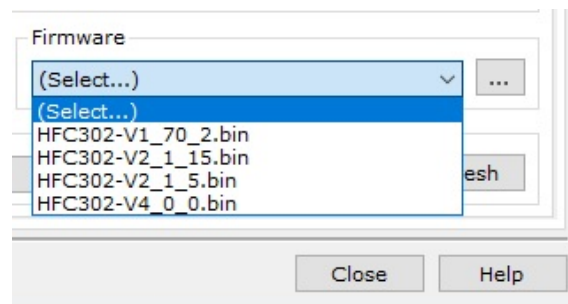 Firmware
(Select...)
...
(Select...)
HFC302-V1_70_2.bin
HFC302-V2_1_15.bin
HFC302-V2_1_5.bin
HFC302-V4_0_0.bin
esh
Close
Help